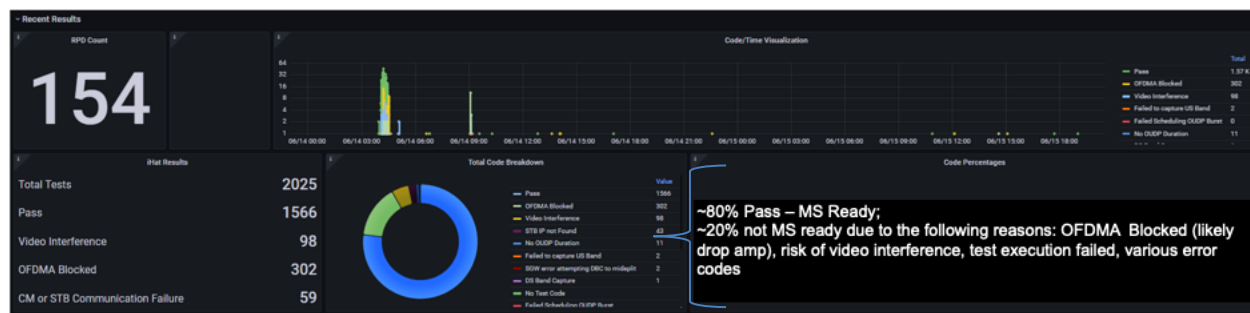 Recent Results
RPD Count
154
Code/Time Visualization
64
32
16
8
4
2
1
06/14 00:00 06/14 03:00 06/14 06:00 06/14 09:00 06/14 12:00 06/14 15:00 06/14 18:00 06/14 21:00 06/15 00:00 06/15 03:00 06/15 06:00 06/15 09:00 06/15 12:00 06/15 15:00 06/15 18:00
Total
Pass 1.57 K
OFDMA Blocked 302
Video Interference 98
Failed to capture US Band 2
Failed Scheduling OUDP Burst 0
No OUDP Duration 11
iHat Results
Total Tests 2025
Pass 1566
Video Interference 98
OFDMA Blocked 302
CM or STB Communication Failure 59
Total Code Breakdown
Value
Pass 1566
OFDMA Blocked 302
Video Interference 98
STB IP not Found 43
No OUDP Duration 11
Failed to capture US Band 2
SGW error attempting DBC to midsplit 2
DS Band Capture 1
No Test Code
Failed Scheduling OUDP Burst
Code Percentages
~80% Pass – MS Ready;
~20% not MS ready due to the following reasons: OFDMA Blocked (likely
drop amp), risk of video interference, test execution failed, various error
codes